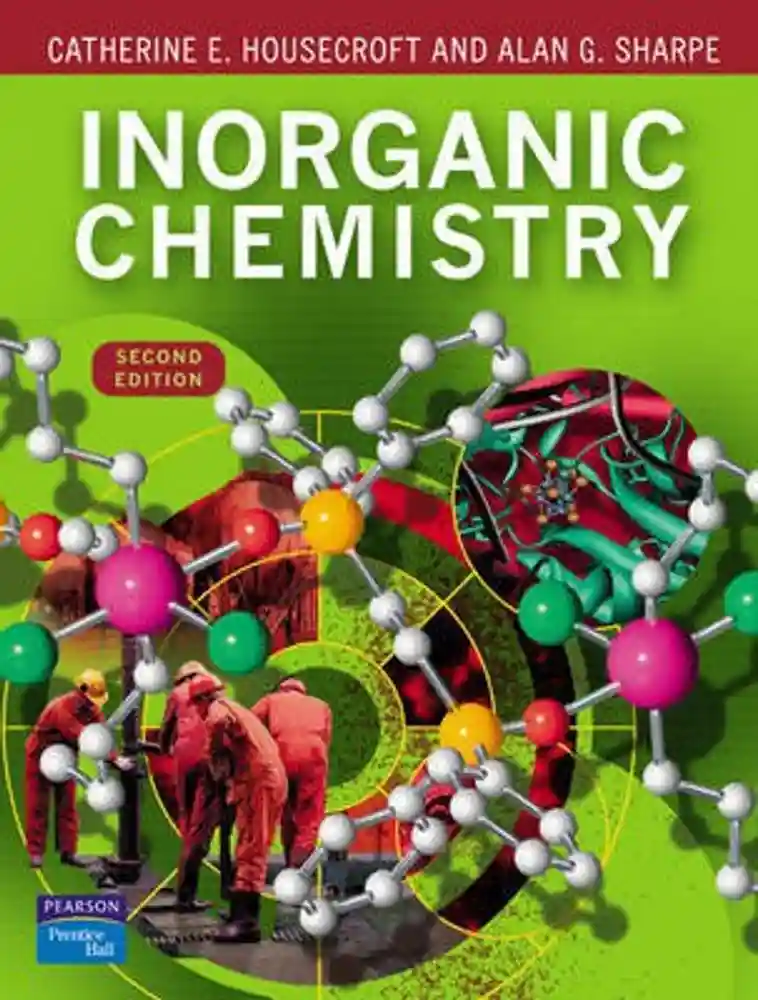 CATHERINE E. HOUSECROFT AND ALAN G. SHARPE
INORGANIC
CHEMISTRY
SECOND
EDITION
PEARSON
Prentice
Hall